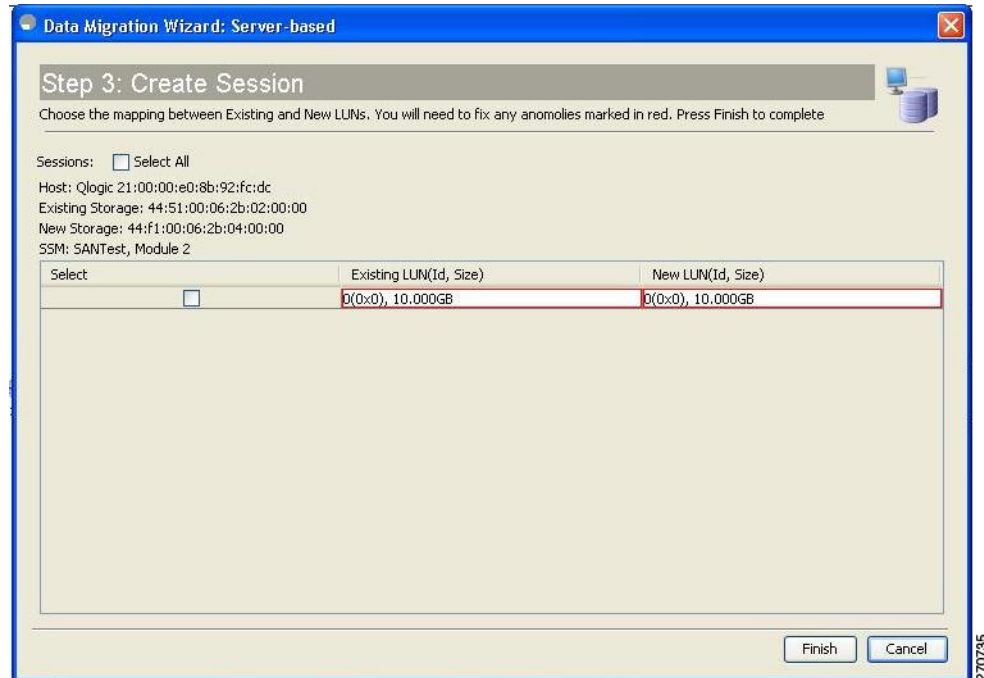 Data Migration Wizard: Server-based
Step 3: Create Session
Choose the mapping between Existing and New LUNs. You will need to fix any anomolies marked in red. Press Finish to complete
Sessions: Select All
Host: Qlogic 21:00:00:e0:8b:92:fc:dc
Existing Storage: 44:51:00:06:2b:02:00:00
New Storage: 44:f1:00:06:2b:04:00:00
SSM: SANTest, Module 2
Select Existing LUN(Id, Size) New LUN(Id, Size)
0(0x0), 10.000GB 0(0x0), 10.000GB
Finish Cancel
270735